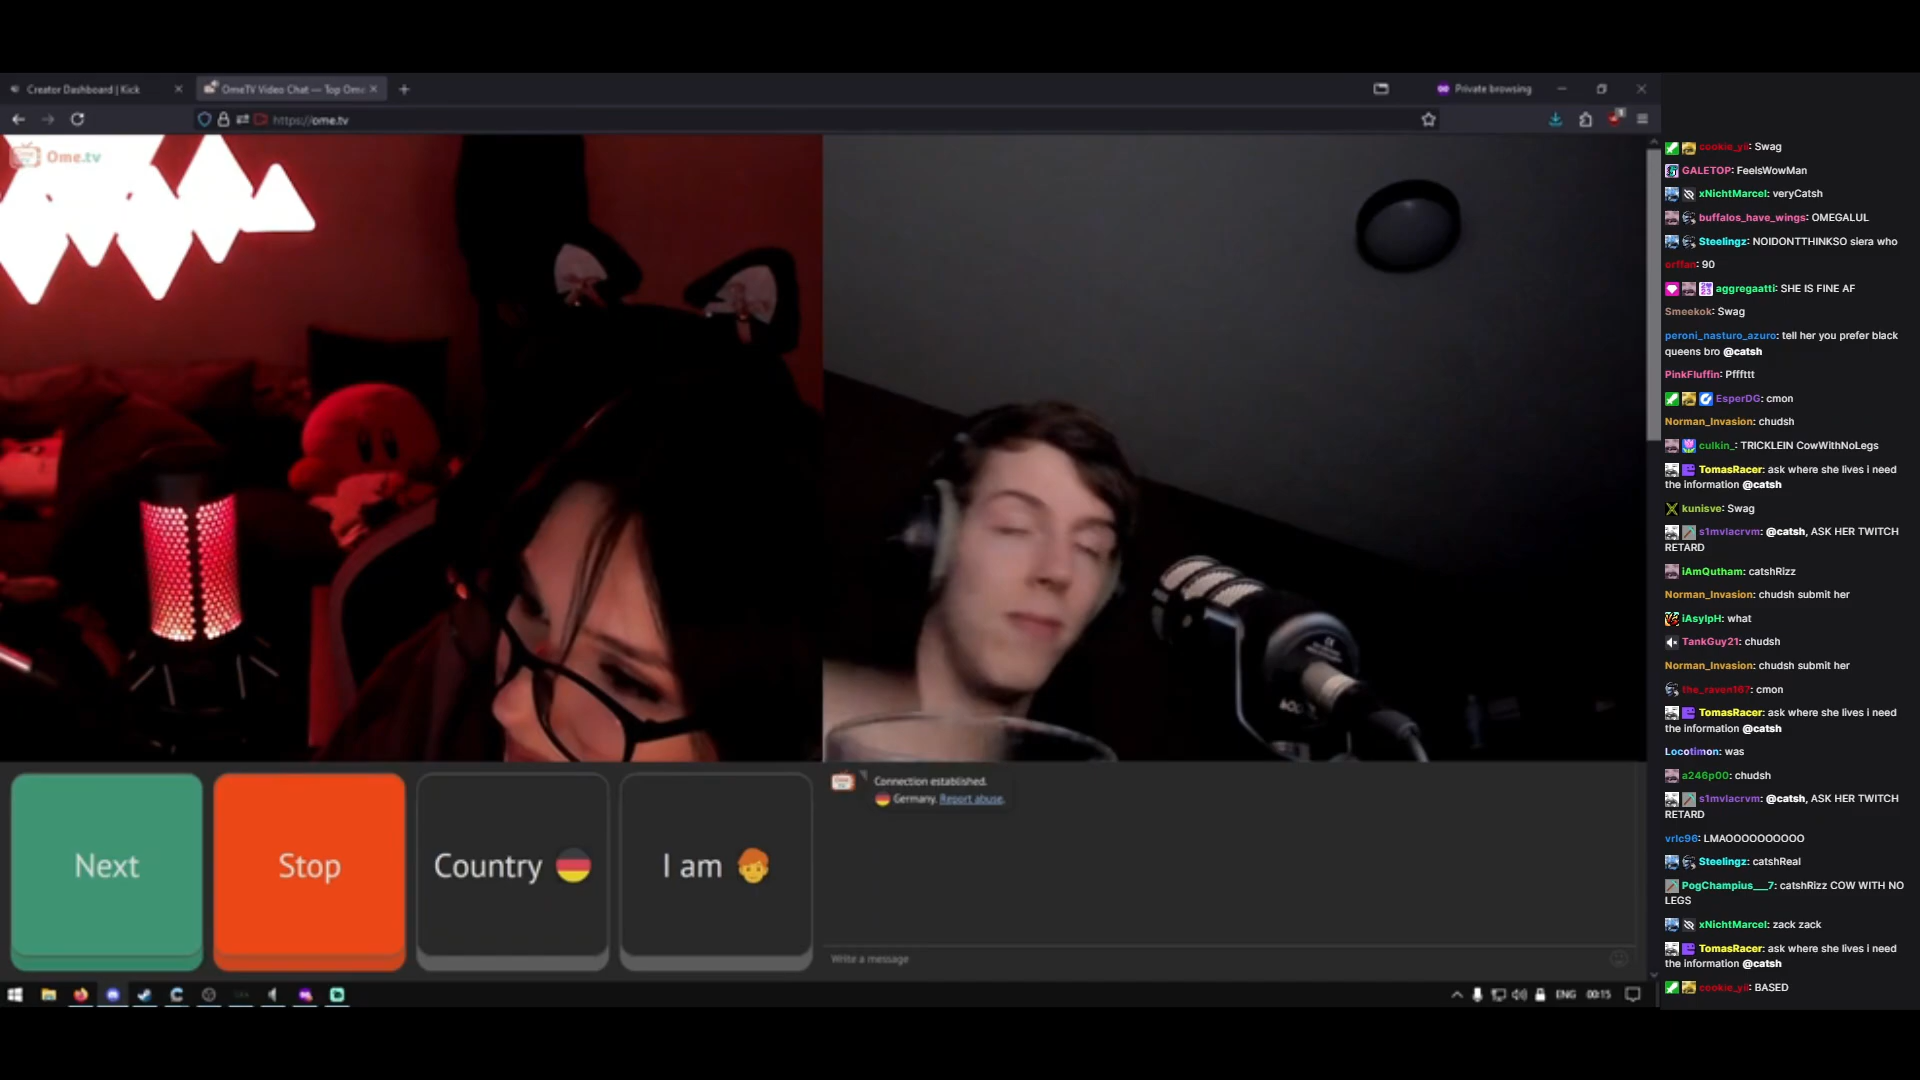 Creator Dashboard | Kick
OmeTV Video Chat — Top Ome
Private browsing
https://ome.tv
Ome.tv
Next
Stop
Country
I am
Connection established.
Germany. Report abuse.
Write a message
ENG
00:15
cookie_yii: Swag
GALETOP: FeelsWowMan
xNichtMarcel: veryCatsh
buffalos_have_wings: OMEGALUL
Steelingz: NOIDONTTHINKSO siera who
orffan: 90
aggregaatti: SHE IS FINE AF
Smeekok: Swag
peroni_nasturo_azuro: tell her you prefer black
queens bro @catsh
PinkFluffin: Pfffttt
EsperDG: cmon
Norman_Invasion: chudsh
culkin_: TRICKLEIN CowWithNoLegs
TomasRacer: ask where she lives i need
the information @catsh
kunisve: Swag
s1mvlacrvm: @catsh, ASK HER TWITCH
RETARD
iAmQutham: catshRizz
Norman_Invasion: chudsh submit her
iAsylpH: what
TankGuy21: chudsh
Norman_Invasion: chudsh submit her
the_raven167: cmon
TomasRacer: ask where she lives i need
the information @catsh
Locotimon: was
a246p00: chudsh
s1mvlacrvm: @catsh, ASK HER TWITCH
RETARD
vrlc96: LMAOOOOOOOOOO
Steelingz: catshReal
PogChampius___7: catshRizz COW WITH NO
LEGS
xNichtMarcel: zack zack
TomasRacer: ask where she lives i need
the information @catsh
cookie_yii: BASED